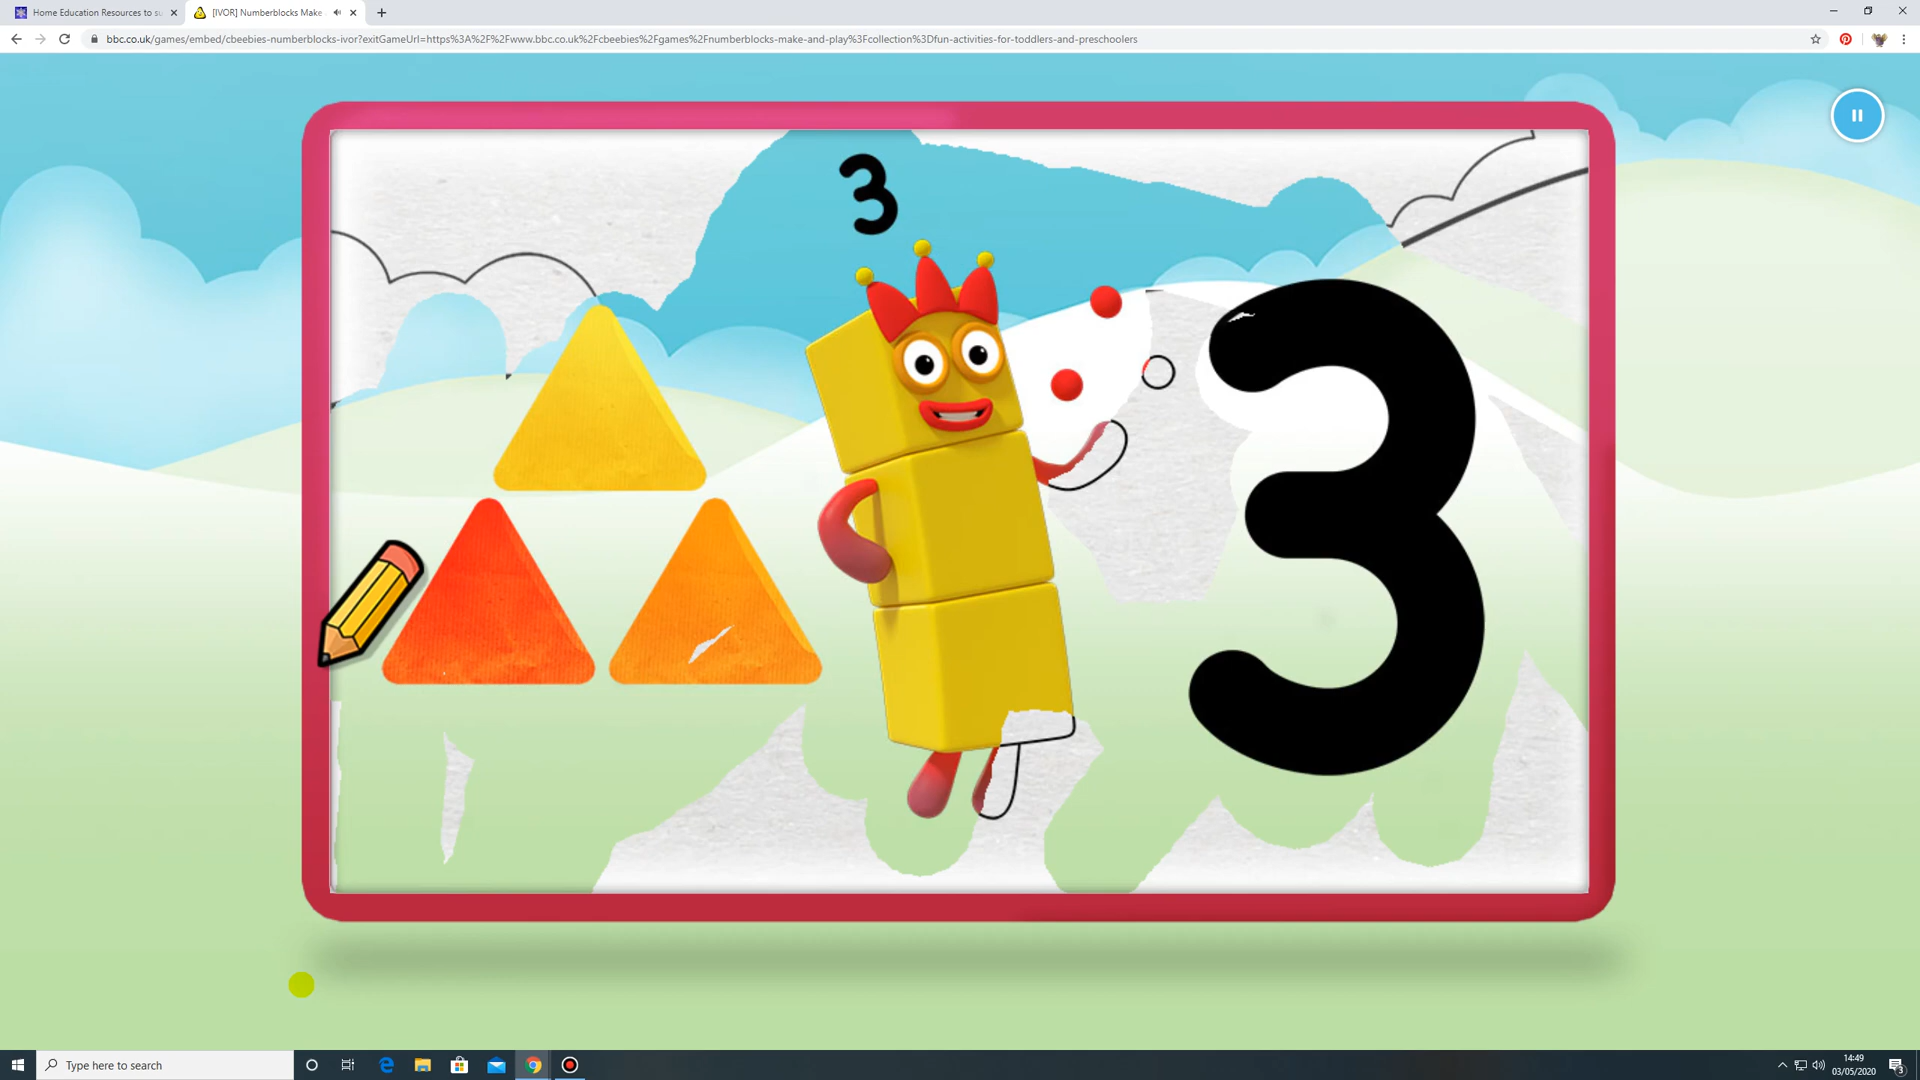 Home Education Resources to su
[IVOR] Numberblocks Make
bbc.co.uk/games/embed/cbeebies-numberblocks-ivor?exitGameUrl=https%3A%2F%2Fwww.bbc.co.uk%2Fcbeebies%2Fgames%2Fnumberblocks-make-and-play%3Fcollection%3Dfun-activities-for-toddlers-and-preschoolers
3
3
Type here to search
14:49
03/05/2020
3